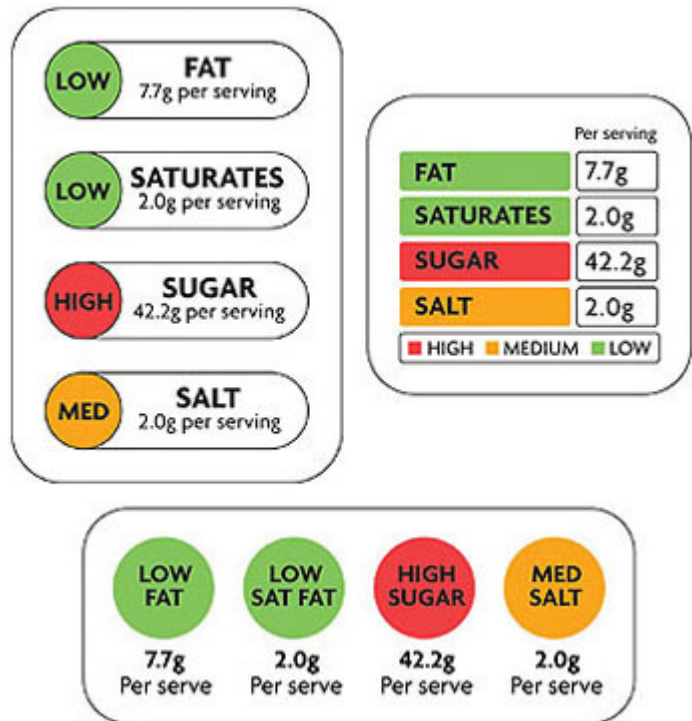 LOW
FAT
7.7g per serving
LOW
SATURATES
2.0g per serving
HIGH
SUGAR
42.2g per serving
MED
SALT
2.0g per serving
Per serving
FAT 7.7g
SATURATES 2.0g
SUGAR 42.2g
SALT 2.0g
HIGH MEDIUM LOW
LOW FAT
7.7g
Per serve
LOW SAT FAT
2.0g
Per serve
HIGH SUGAR
42.2g
Per serve
MED SALT
2.0g
Per serve